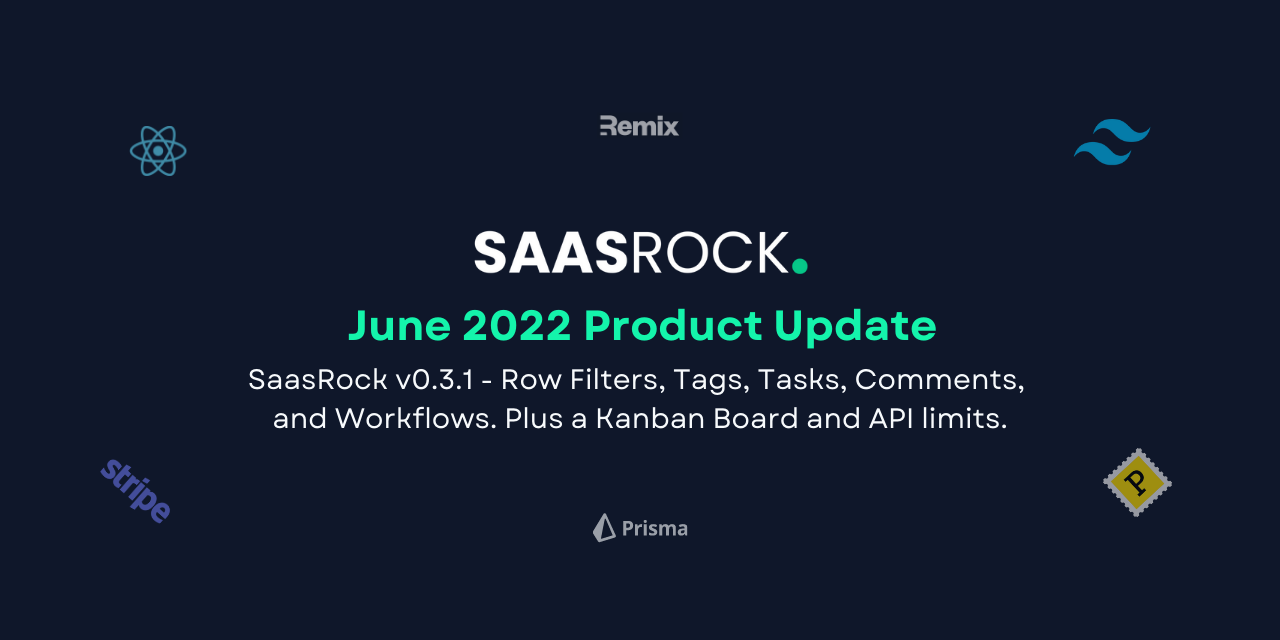 Remix
SAASROCK.
June 2022 Product Update
SaasRock v0.3.1 - Row Filters, Tags, Tasks, Comments,
and Workflows. Plus a Kanban Board and API limits.
stripe
P
Prisma